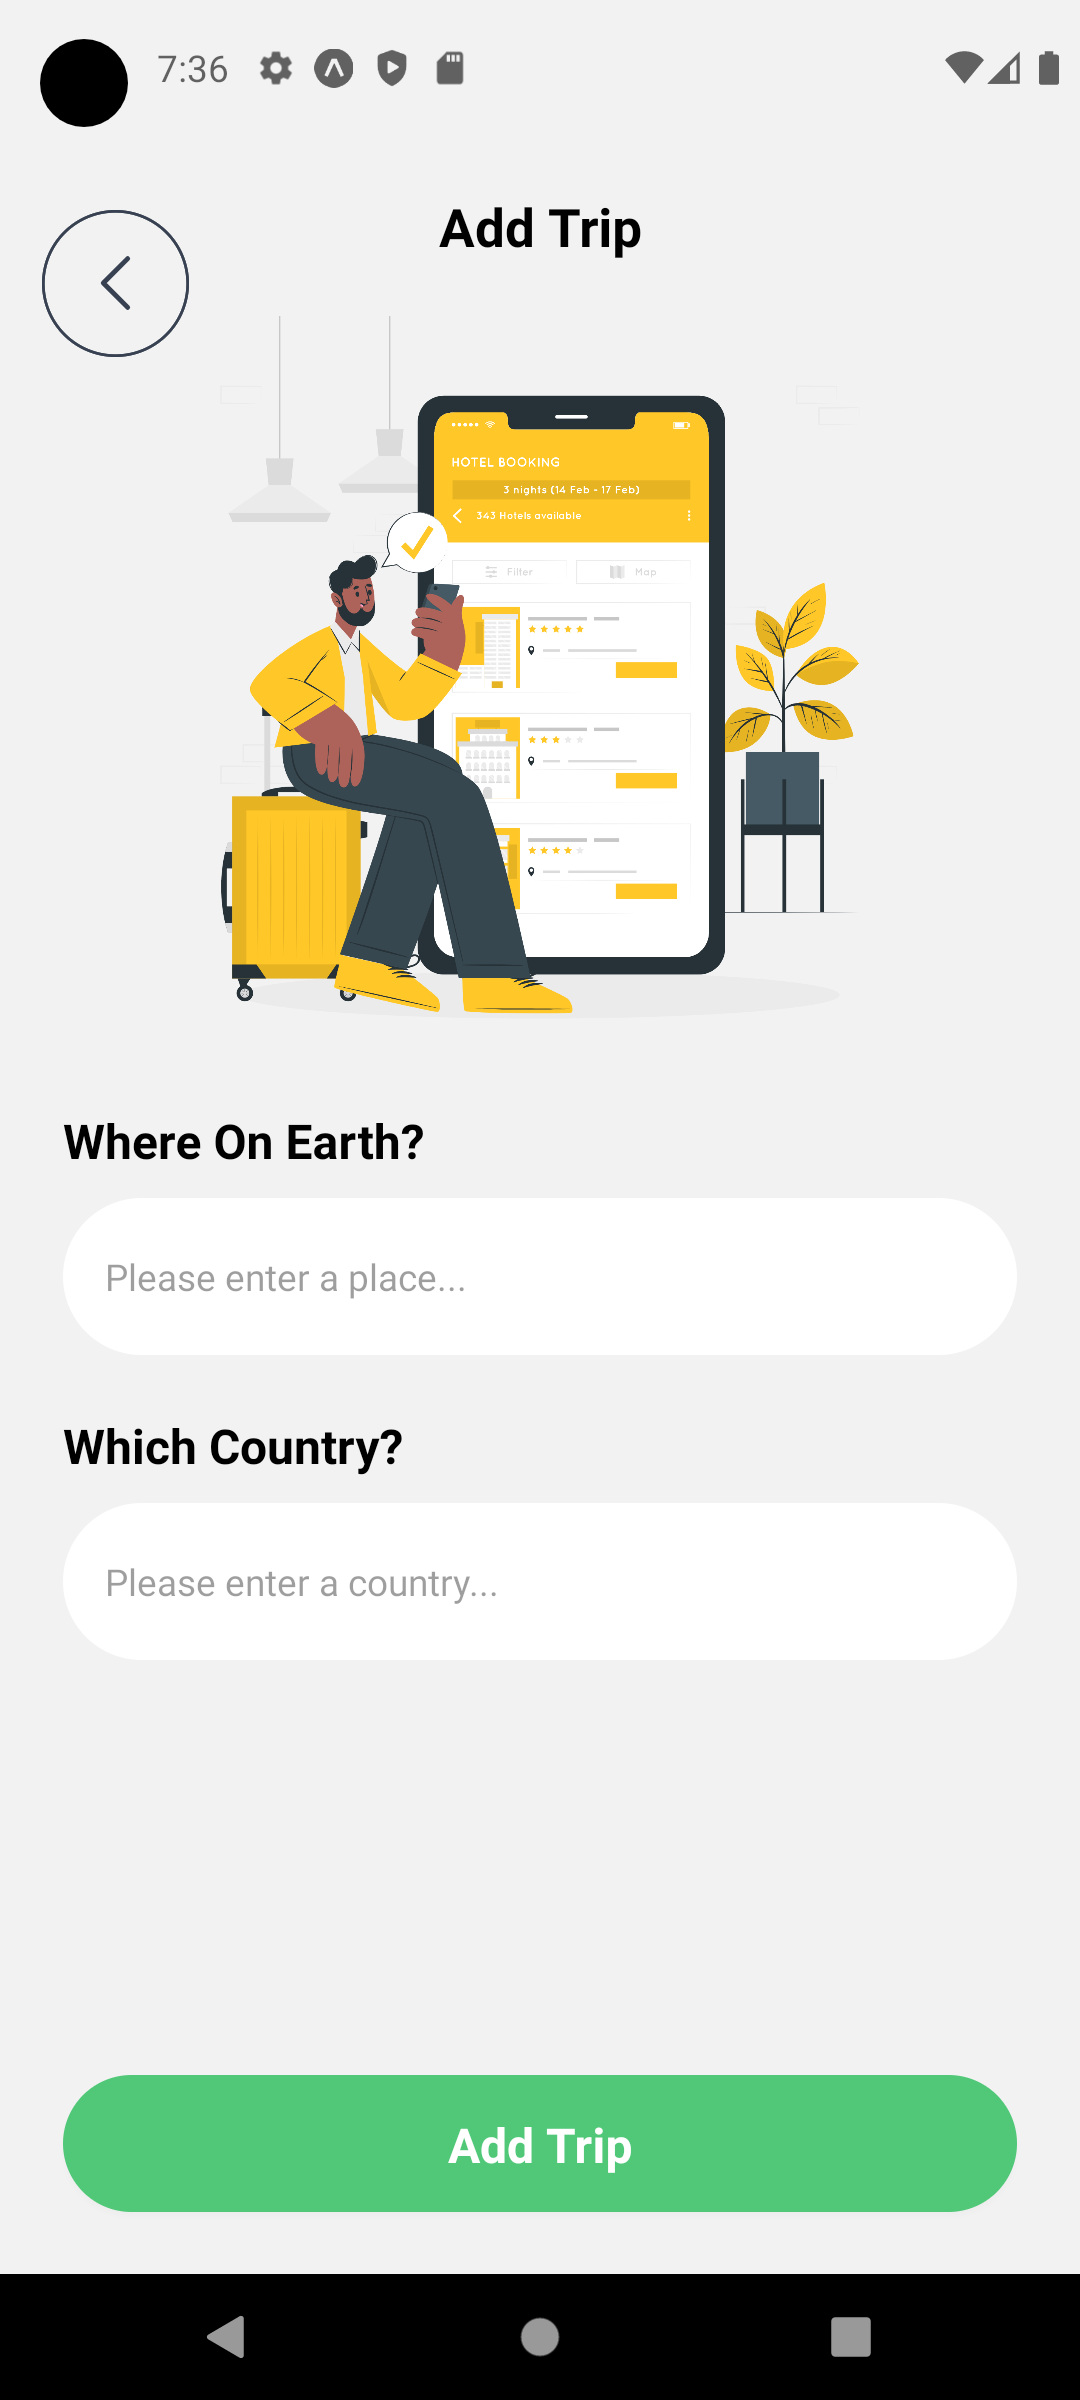 7:36
Add Trip
HOTEL BOOKING
3 nights (14 Feb - 17 Feb)
343 Hotels available
Filter
Map
Where On Earth?
Please enter a place...
Which Country?
Please enter a country...
Add Trip